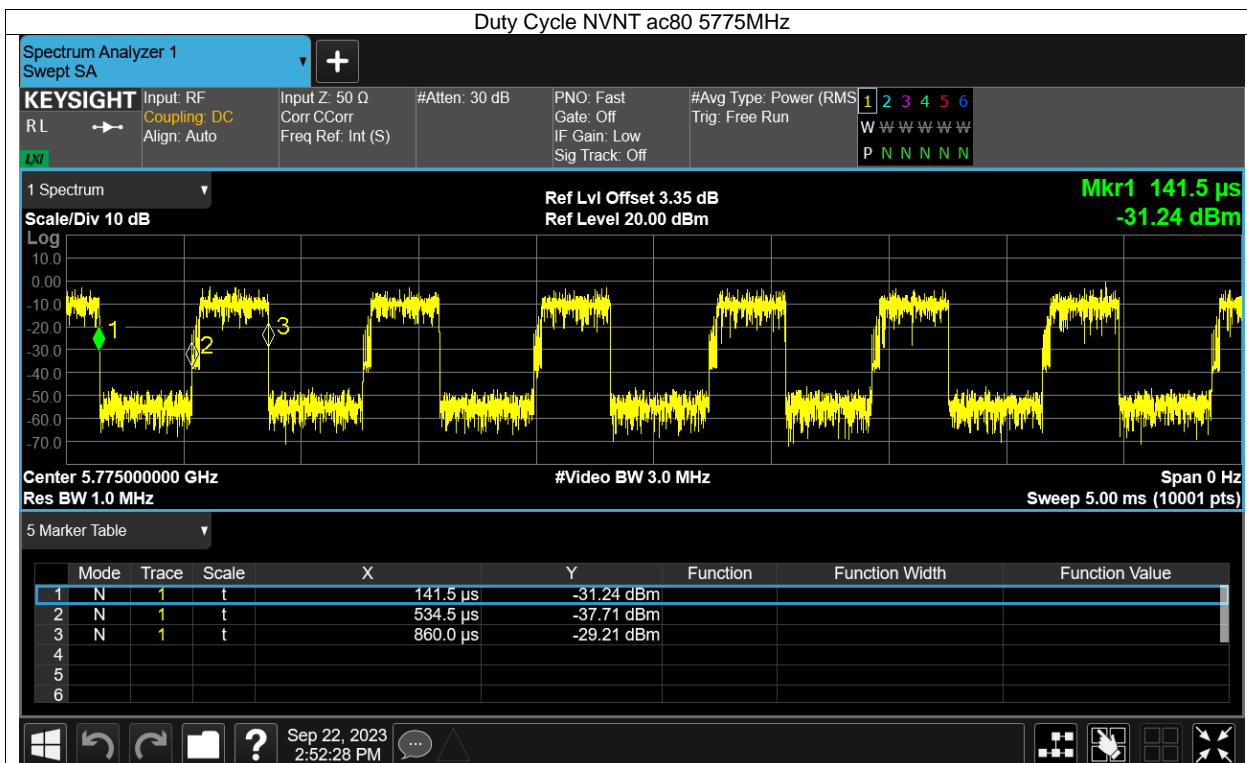 Duty Cycle NVNT ac80 5775MHz
Spectrum Analyzer 1
Swept SA
KEYSIGHT Input: RF Input Z: 50 Ω #Atten: 30 dB PNO: Fast #Avg Type: Power (RMS 1 2 3 4 5 6
RL Coupling: DC Corr CCorr Gate: Off Trig: Free Run W W W W W W
Align: Auto Freq Ref: Int (S) IF Gain: Low
LXI Sig Track: Off P N N N N N
1 Spectrum Ref Lvl Offset 3.35 dB Mkr1 141.5 µs
Scale/Div 10 dB Ref Level 20.00 dBm -31.24 dBm
Log
10.0
0.00
-10.0
-20.0 1 3
-30.0 2
-40.0
-50.0
-60.0
-70.0
Center 5.775000000 GHz #Video BW 3.0 MHz Span 0 Hz
Res BW 1.0 MHz Sweep 5.00 ms (10001 pts)
5 Marker Table
Mode Trace Scale X Y Function Function Width Function Value
1 N 1 t 141.5 µs -31.24 dBm
2 N 1 t 534.5 µs -37.71 dBm
3 N 1 t 860.0 µs -29.21 dBm
4
5
6
? Sep 22, 2023
2:52:28 PM